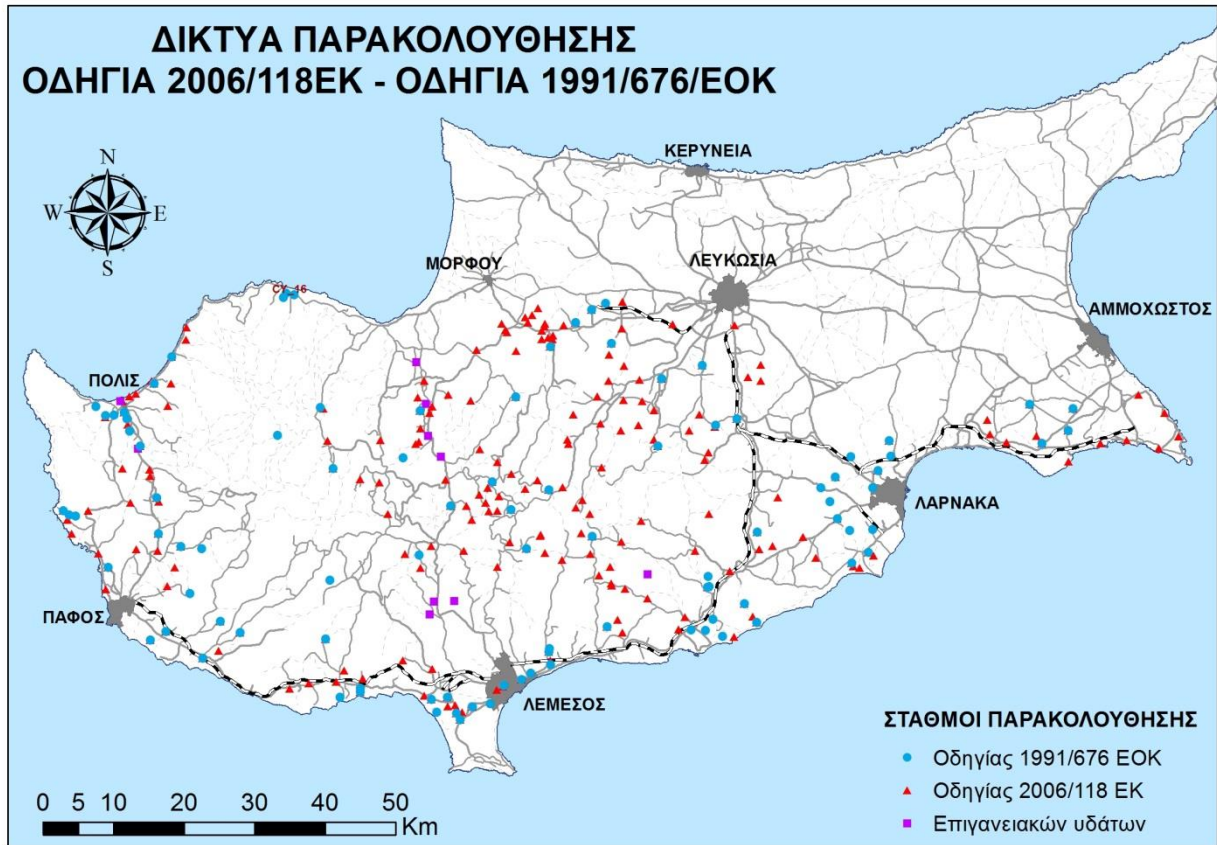 ΔΙΚΤΥΑ ΠΑΡΑΚΟΛΟΥΘΗΣΗΣ
ΟΔΗΓΙΑ 2006/118ΕΚ - ΟΔΗΓΙΑ 1991/676/ΕΟΚ
N
W E
S
ΚΕΡΥΝΕΙΑ
ΜΟΡΦΟΥ
ΛΕΥΚΩΣΙΑ
CY_16
ΑΜΜΟΧΩΣΤΟΣ
ΠΟΛΙΣ
ΛΑΡΝΑΚΑ
ΠΑΦΟΣ
ΛΕΜΕΣΟΣ
ΣΤΑΘΜΟΙ ΠΑΡΑΚΟΛΟΥΘΗΣΗΣ
Οδηγίας 1991/676 ΕΟΚ
Οδηγίας 2006/118 ΕΚ
Επιγανειακών υδάτων
0 5 10 20 30 40 50
Km